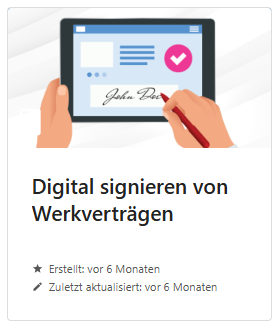 John Doe
Digital signieren von
Werkverträgen
Erstellt: vor 6 Monaten
Zuletzt aktualisiert: vor 6 Monaten